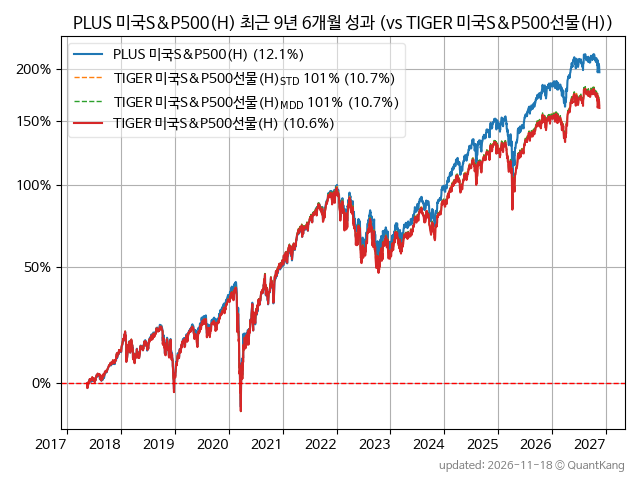 PLUS 미국S&P500(H) 최근 9년 6개월 성과 (vs TIGER 미국S&P500선물(H))
PLUS 미국S&P500(H) (12.1%)
TIGER 미국S&P500선물(H)STD 101% (10.7%)
TIGER 미국S&P500선물(H)MDD 101% (10.7%)
TIGER 미국S&P500선물(H) (10.6%)
200%
150%
100%
50%
0%
2017 2018 2019 2020 2021 2022 2023 2024 2025 2026 2027
updated: 2026-11-18 © QuantKang